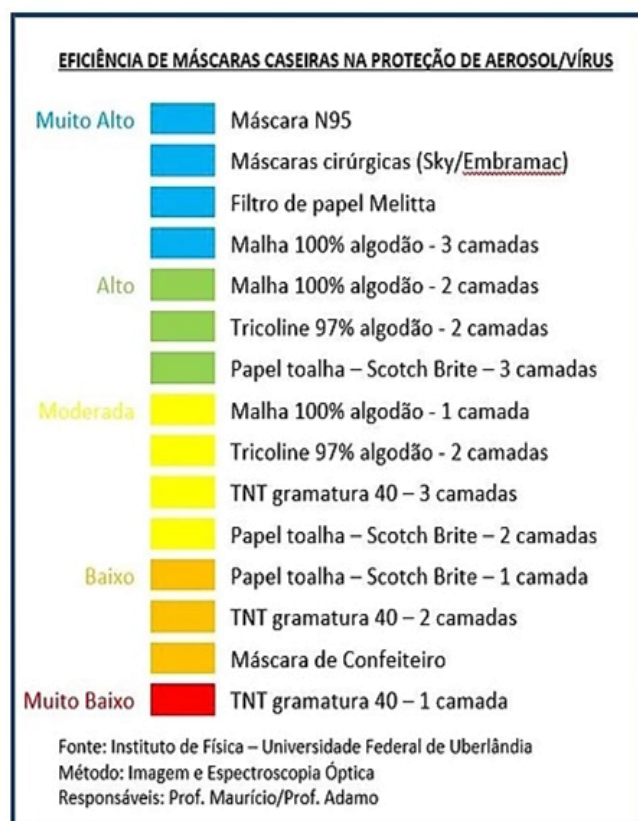 EFICIÊNCIA DE MÁSCARAS CASEIRAS NA PROTEÇÃO DE AEROSOL/VÍRUS
Muito Alto Máscara N95
Máscaras cirúrgicas (Sky/Embramac)
Filtro de papel Melitta
Malha 100% algodão - 3 camadas
Alto Malha 100% algodão - 2 camadas
Tricoline 97% algodão - 2 camadas
Papel toalha – Scotch Brite – 3 camadas
Moderada Malha 100% algodão - 1 camada
Tricoline 97% algodão - 2 camadas
TNT gramatura 40 – 3 camadas
Papel toalha – Scotch Brite – 2 camadas
Baixo Papel toalha – Scotch Brite – 1 camada
TNT gramatura 40 – 2 camadas
Máscara de Confeiteiro
Muito Baixo TNT gramatura 40 – 1 camada
Fonte: Instituto de Física – Universidade Federal de Uberlândia
Método: Imagem e Espectroscopia Óptica
Responsáveis: Prof. Maurício/Prof. Adamo